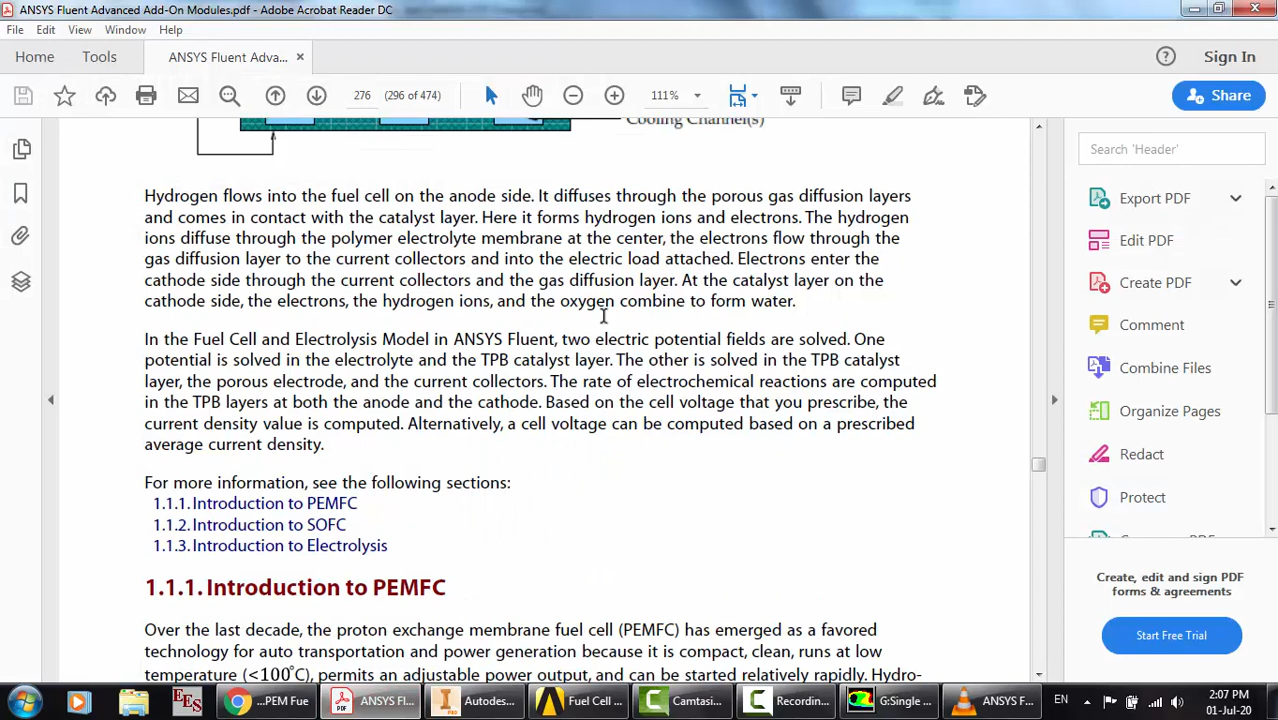 ANSYS Fluent Advanced Add-On Modules.pdf - Adobe Acrobat Reader DC
File Edit View Window Help
Home Tools ANSYS Fluent Adva... × Sign In
276 (296 of 474) 111% Share
Cooling Channel(s)
Search 'Header'
Hydrogen flows into the fuel cell on the anode side. It diffuses through the porous gas diffusion layers
and comes in contact with the catalyst layer. Here it forms hydrogen ions and electrons. The hydrogen
ions diffuse through the polymer electrolyte membrane at the center, the electrons flow through the
gas diffusion layer to the current collectors and into the electric load attached. Electrons enter the
cathode side through the current collectors and the gas diffusion layer. At the catalyst layer on the
cathode side, the electrons, the hydrogen ions, and the oxygen combine to form water.
In the Fuel Cell and Electrolysis Model in ANSYS Fluent, two electric potential fields are solved. One
potential is solved in the electrolyte and the TPB catalyst layer. The other is solved in the TPB catalyst
layer, the porous electrode, and the current collectors. The rate of electrochemical reactions are computed
in the TPB layers at both the anode and the cathode. Based on the cell voltage that you prescribe, the
current density value is computed. Alternatively, a cell voltage can be computed based on a prescribed
average current density.
For more information, see the following sections:
1.1.1. Introduction to PEMFC
1.1.2. Introduction to SOFC
1.1.3. Introduction to Electrolysis
1.1.1. Introduction to PEMFC
Over the last decade, the proton exchange membrane fuel cell (PEMFC) has emerged as a favored
technology for auto transportation and power generation because it is compact, clean, runs at low
temperature (<100°C), permits an adjustable power output, and can be started relatively rapidly. Hydro-
Export PDF
Edit PDF
Create PDF
Comment
Combine Files
Organize Pages
Redact
Protect
Create, edit and sign PDF
forms & agreements
Start Free Trial
EES ...PEM Fue ANSYS Fl... Autodes... Fuel Cell ... Camtasi... Recordin... G:Single ... ANSYS F... EN 2:07 PM
01-Jul-20